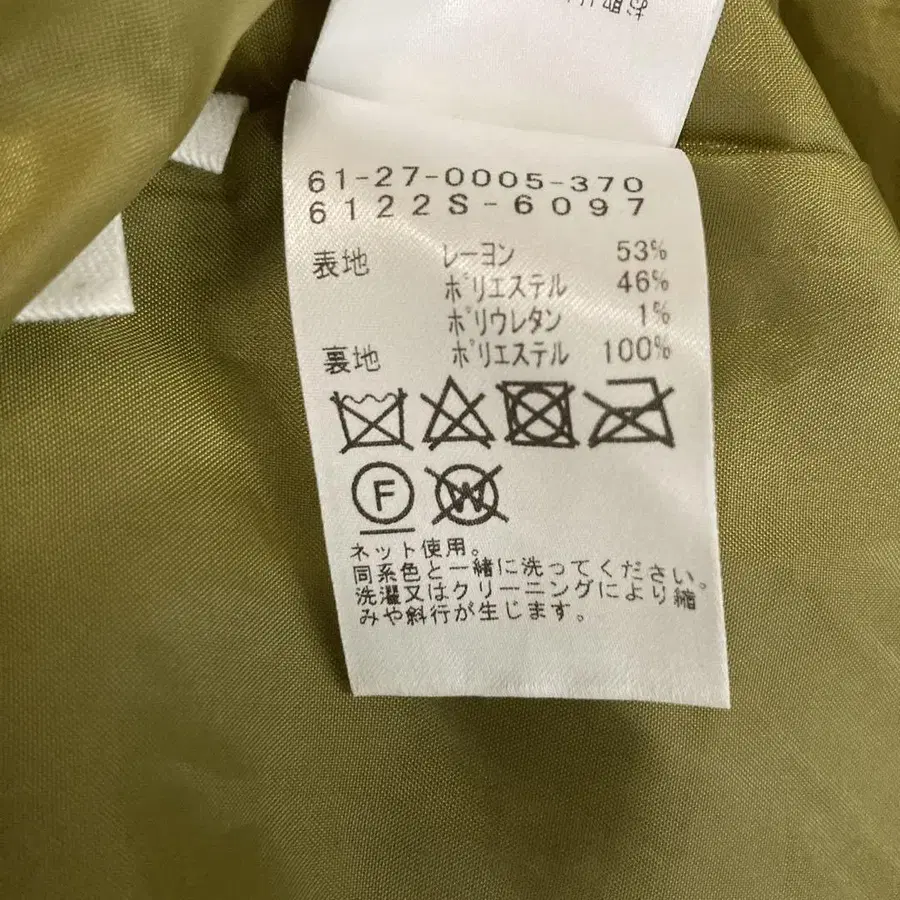 61-27-0005-370
6122S-6097
表地 レーヨン 53%
ポリエステル 46%
ポリウレタン 1%
裏地 ポリエステル 100%
F W
ネット使用。
同系色と一緒に洗ってください。
洗濯又はクリーニングにより縮
みや斜行が生じます。